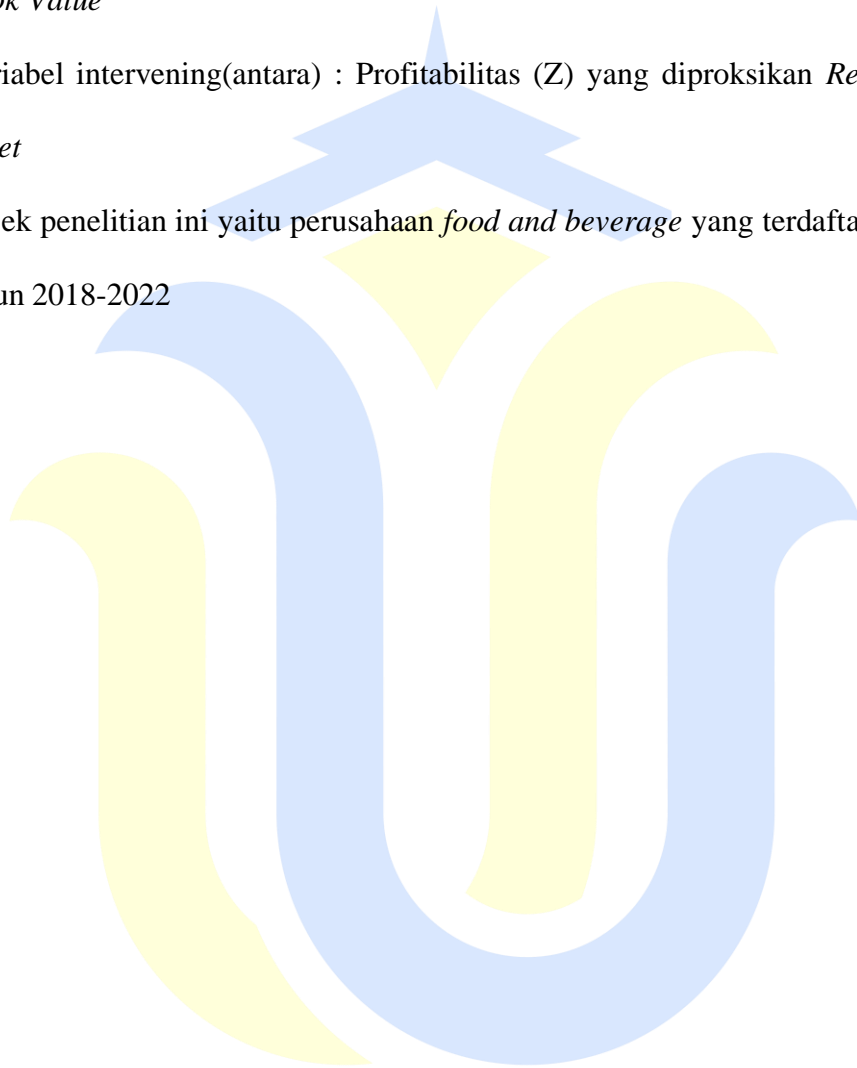 ok Value
riabel intervening(antara) : Profitabilitas (Z) yang diproksikan Re
et
ek penelitian ini yaitu perusahaan food and beverage yang terdafta
un 2018-2022